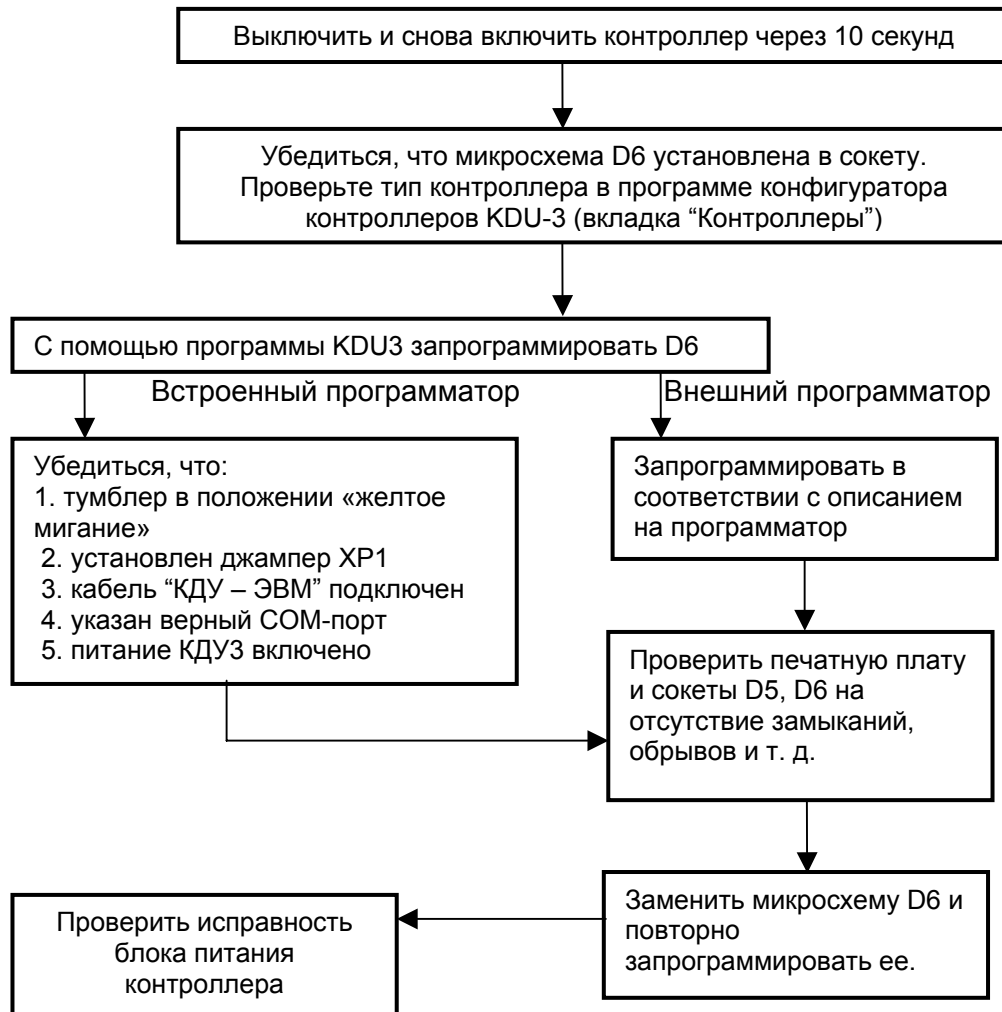 Выключить и снова включить контроллер через 10 секунд
Убедиться, что микросхема D6 установлена в сокету.
Проверьте тип контроллера в программе конфигуратора
контроллеров KDU-3 (вкладка “Контроллеры”)
С помощью программы KDU3 запрограммировать D6
Встроенный программатор
Внешний программатор
Убедиться, что:
1. тумблер в положении «желтое
мигание»
2. установлен джампер XP1
3. кабель “КДУ – ЭВМ” подключен
4. указан верный COM-порт
5. питание КДУ3 включено
Запрограммировать в
соответствии с описанием
на программатор
Проверить печатную плату
и сокеты D5, D6 на
отсутствие замыканий,
обрывов и т. д.
Заменить микросхему D6 и
повторно
запрограммировать ее.
Проверить исправность
блока питания
контроллера